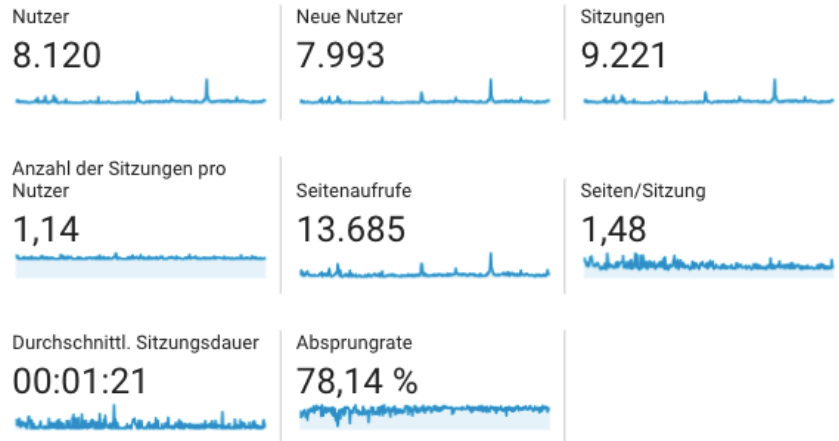 Nutzer
8.120
Neue Nutzer
7.993
Sitzungen
9.221
Anzahl der Sitzungen pro
Nutzer
1,14
Seitenaufrufe
13.685
Seiten/Sitzung
1,48
Durchschnittl. Sitzungsdauer
00:01:21
Absprungrate
78,14 %